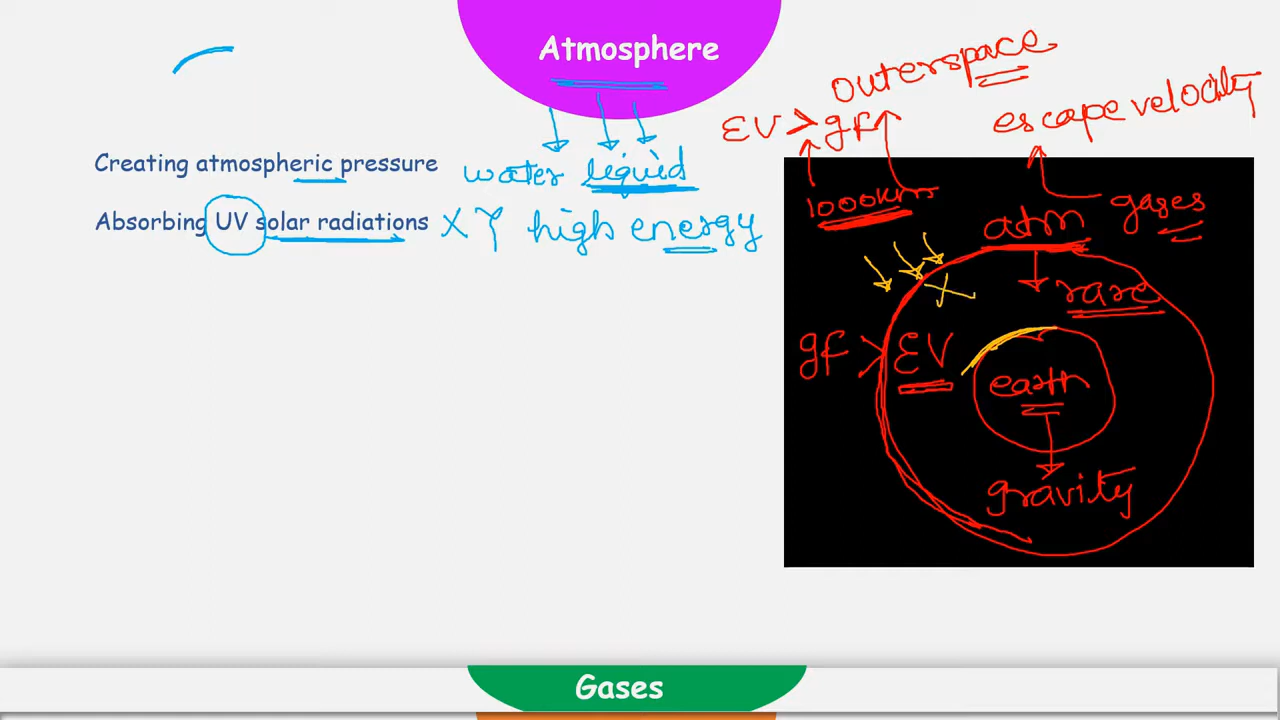 Atmosphere
outerspace
EV > gf
escape velocity
Creating atmospheric pressure
water liquid
1000km
gases
Absorbing UV solar radiations
X Y high energy
atm
X
rare
gf > EV
earth
gravity
Gases